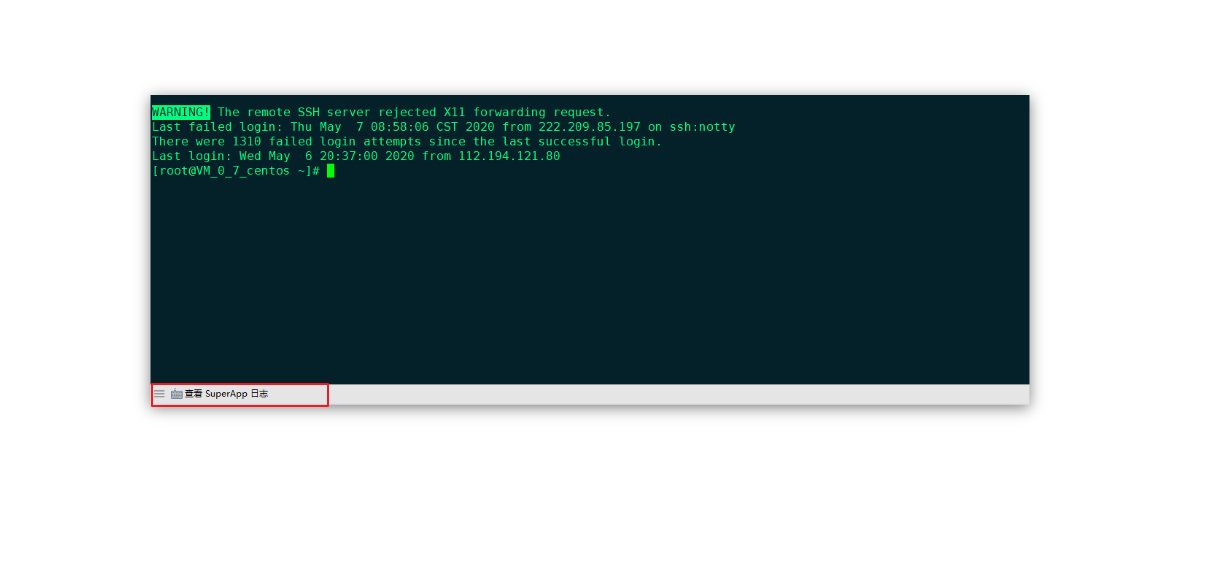 WARNING! The remote SSH server rejected X11 forwarding request.
Last failed login: Thu May  7 08:58:06 CST 2020 from 222.209.85.197 on ssh:notty
There were 1310 failed login attempts since the last successful login.
Last login: Wed May  6 20:37:00 2020 from 112.194.121.80
[root@VM_0_7_centos ~]#
查看 SuperApp 日志